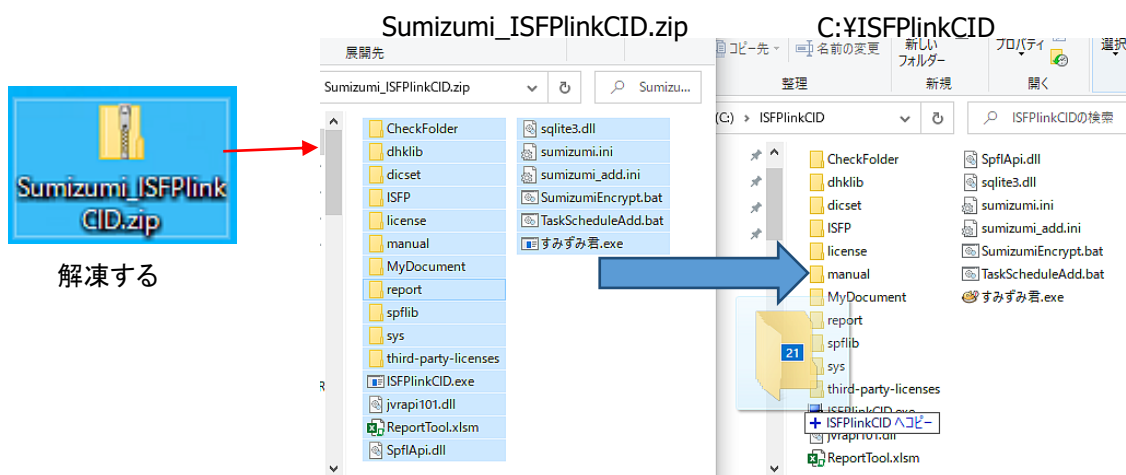 Sumizumi_ISFPlinkCID.zip
C:¥ISFPlinkCID
Sumizumi_ISFPlink
CID.zip
解凍する
展開先
Sumizumi_ISFPlinkCID.zip
Sumizu...
CheckFolder
dhklib
dicset
ISFP
license
manual
MyDocument
report
spflib
sys
third-party-licenses
ISFPlinkCID.exe
jvrapi101.dll
ReportTool.xlsm
SpflApi.dll
sqlite3.dll
sumizumi.ini
sumizumi_add.ini
SumizumiEncrypt.bat
TaskScheduleAdd.bat
すみずみ君.exe
コピー先
名前の変更
新しい
フォルダー
プロパティ
選択
整理
新規
開く
(C:) › ISFPlinkCID
ISFPlinkCIDの検索
CheckFolder
dhklib
dicset
ISFP
license
manual
MyDocument
report
spflib
sys
third-party-licenses
ISFPlinkCID.exe
jvrapi101.dll
ReportTool.xlsm
SpflApi.dll
sqlite3.dll
sumizumi.ini
sumizumi_add.ini
SumizumiEncrypt.bat
TaskScheduleAdd.bat
すみずみ君.exe
21
+ ISFPlinkCID へコピー